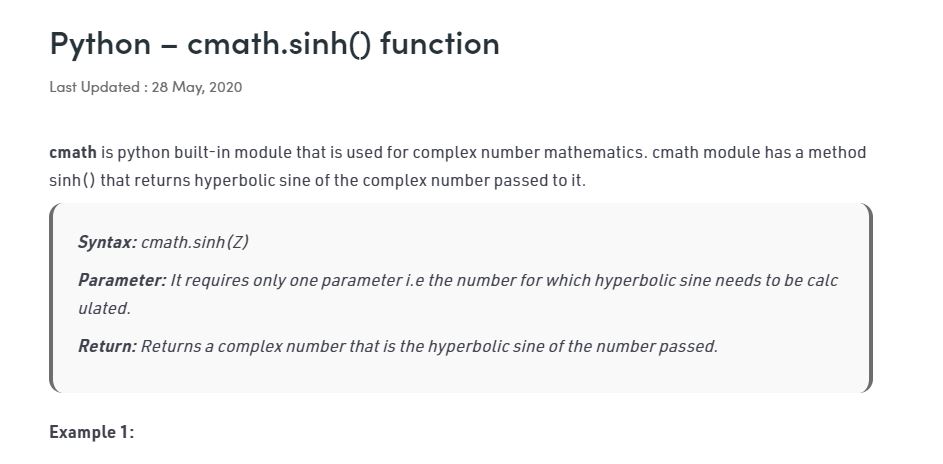 Python – cmath.sinh() function
Last Updated : 28 May, 2020
cmath is python built-in module that is used for complex number mathematics. cmath module has a method
sinh() that returns hyperbolic sine of the complex number passed to it.
Syntax: cmath.sinh(Z)
Parameter: It requires only one parameter i.e the number for which hyperbolic sine needs to be calc
ulated.
Return: Returns a complex number that is the hyperbolic sine of the number passed.
Example 1: